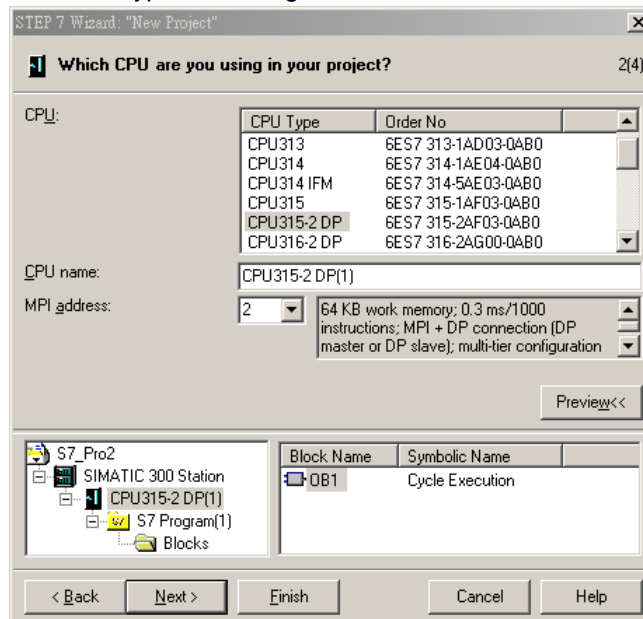 STEP 7 Wizard: "New Project"
Which CPU are you using in your project? 2(4)
CPU:
CPU Type Order No
CPU313 6ES7 313-1AD03-0AB0
CPU314 6ES7 314-1AE04-0AB0
CPU314 IFM 6ES7 314-5AE03-0AB0
CPU315 6ES7 315-1AF03-0AB0
CPU315-2 DP 6ES7 315-2AF03-0AB0
CPU316-2 DP 6ES7 316-2AG00-0AB0
CPU name: CPU315-2 DP(1)
MPI address: 2
64 KB work memory; 0.3 ms/1000
instructions; MPI + DP connection (DP
master or DP slave); multi-tier configuration
Preview<<
S7_Pro2
SIMATIC 300 Station
CPU315-2 DP(1)
S7 Program(1)
Blocks
Block Name Symbolic Name
OB1 Cycle Execution
< Back Next > Finish Cancel Help